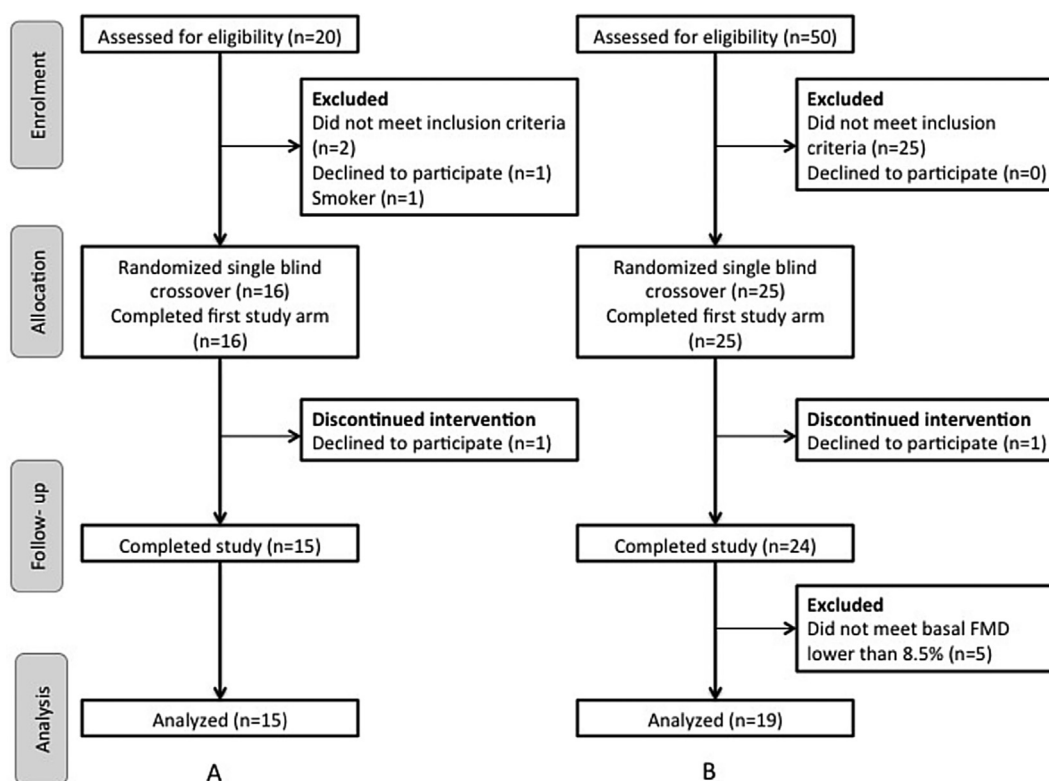 Enrolment
Allocation
Follow- up
Analysis
Assessed for eligibility (n=20)
Excluded
Did not meet inclusion criteria
(n=2)
Declined to participate (n=1)
Smoker (n=1)
Randomized single blind
crossover (n=16)
Completed first study arm
(n=16)
Discontinued intervention
Declined to participate (n=1)
Completed study (n=15)
Analyzed (n=15)
A
Assessed for eligibility (n=50)
Excluded
Did not meet inclusion
criteria (n=25)
Declined to participate (n=0)
Randomized single blind
crossover (n=25)
Completed first study arm
(n=25)
Discontinued intervention
Declined to participate (n=1)
Completed study (n=24)
Excluded
Did not meet basal FMD
lower than 8.5% (n=5)
Analyzed (n=19)
B